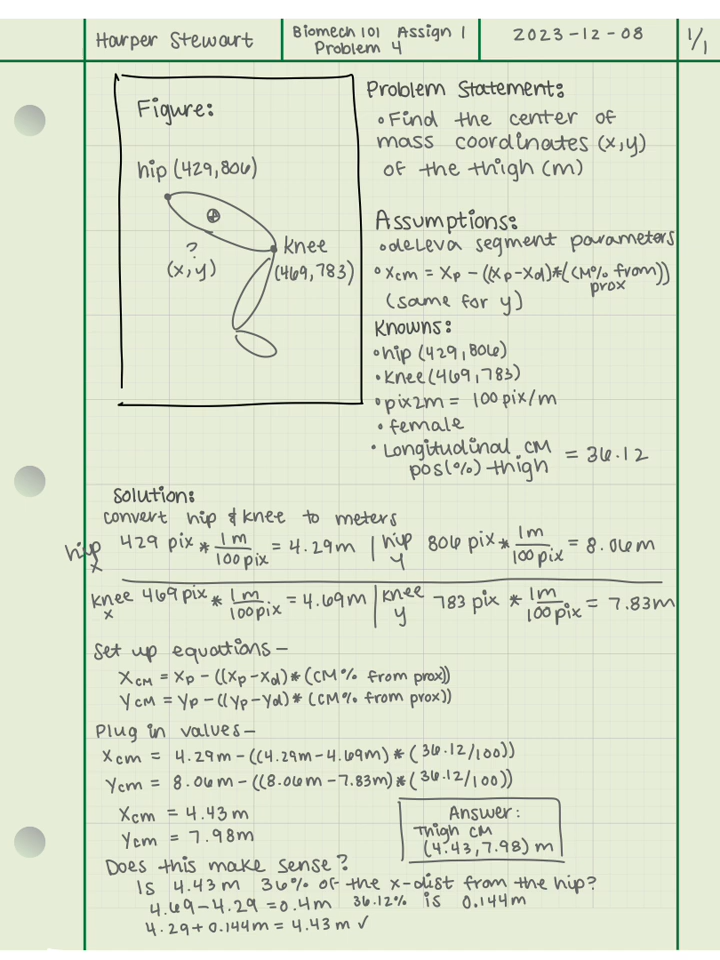 Harper Stewart
Biomech 101 Assign 1
Problem 4
2023-12-08
1/1
Figure:
hip (429,806)
?
(x,y)
knee
(469,783)
Problem Statement:
• Find the center of
mass coordinates (x,y)
of the thigh (m)
Assumptions:
• deLeva segment parameters
• xcm = xp - ((xp-xd)*(CM% from prox))
(same for y)
Knowns:
• hip (429,806)
• knee (469,783)
• pix2m = 100 pix/m
• female
• Longitudinal CM pos(%)-thigh = 36.12
Solution:
convert hip & knee to meters
hip x 429 pix * 1m/100pix = 4.29m | hip y 806 pix * 1m/100pix = 8.06m
knee x 469 pix * 1m/100pix = 4.69m | knee y 783 pix * 1m/100pix = 7.83m
Set up equations-
XCM = Xp - ((Xp-Xd)*(CM% from prox))
YCM = Yp - ((Yp-Yd)*(CM% from prox))
Plug in values-
Xcm = 4.29m-((4.29m-4.69m)*(36.12/100))
Ycm = 8.06m-((8.06m-7.83m)*(36.12/100))
Xcm = 4.43m
Ycm = 7.98m
Answer:
Thigh CM
(4.43,7.98) m
Does this make sense?
Is 4.43m 36% of the x-dist from the hip?
4.69-4.29=0.4m 36.12% is 0.144m
4.29+0.144m=4.43m ✓